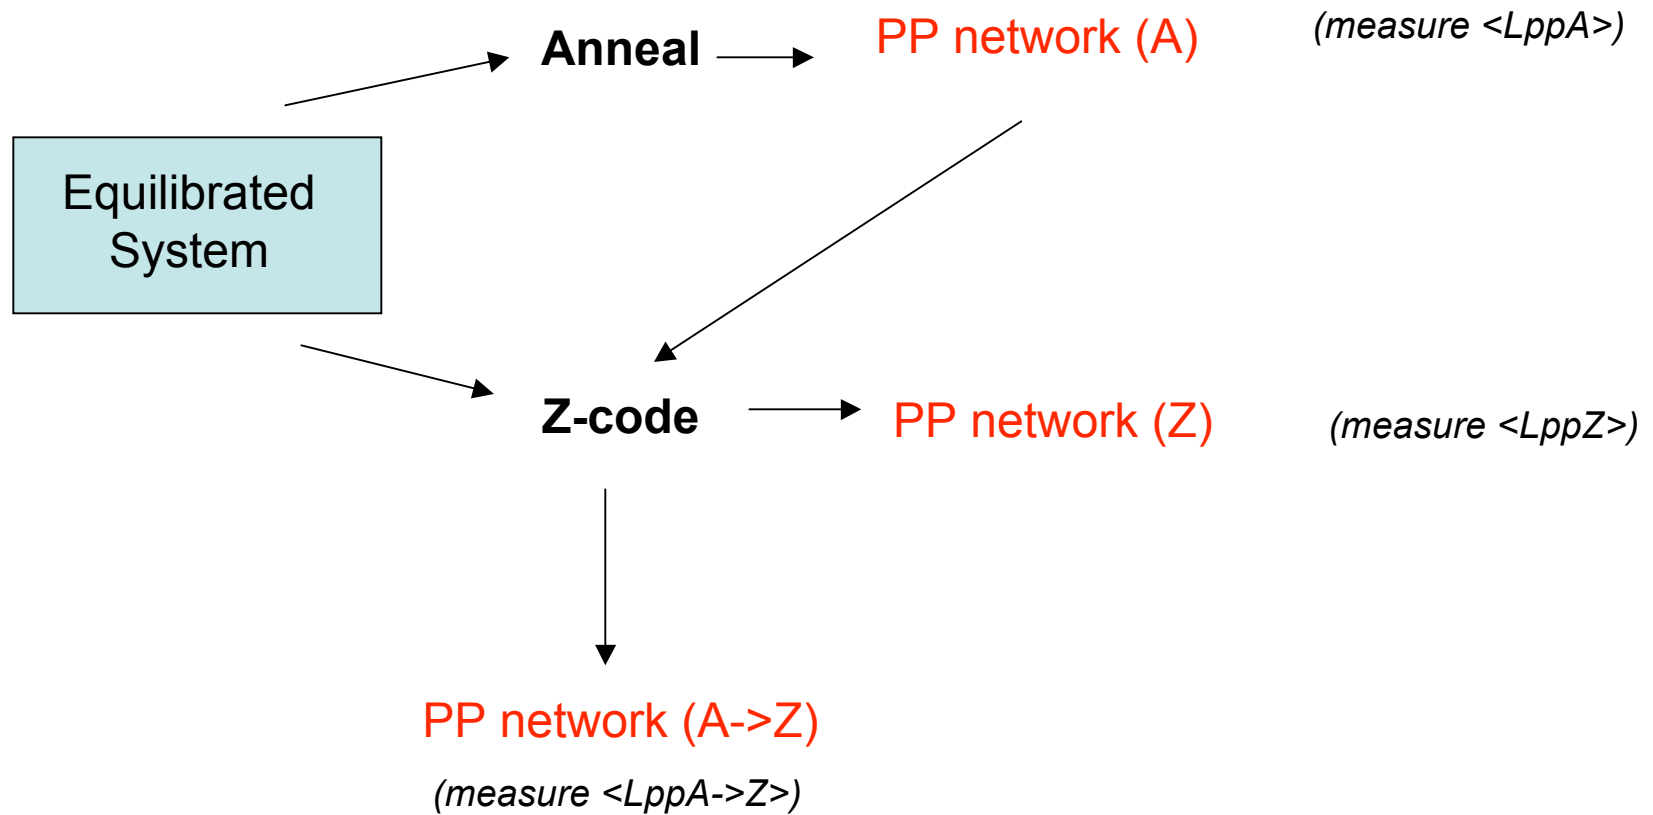 Anneal
PP network (A)
(measure <LppA>)
Equilibrated
System
Z-code
PP network (Z)
(measure <LppZ>)
PP network (A->Z)
(measure <LppA->Z>)